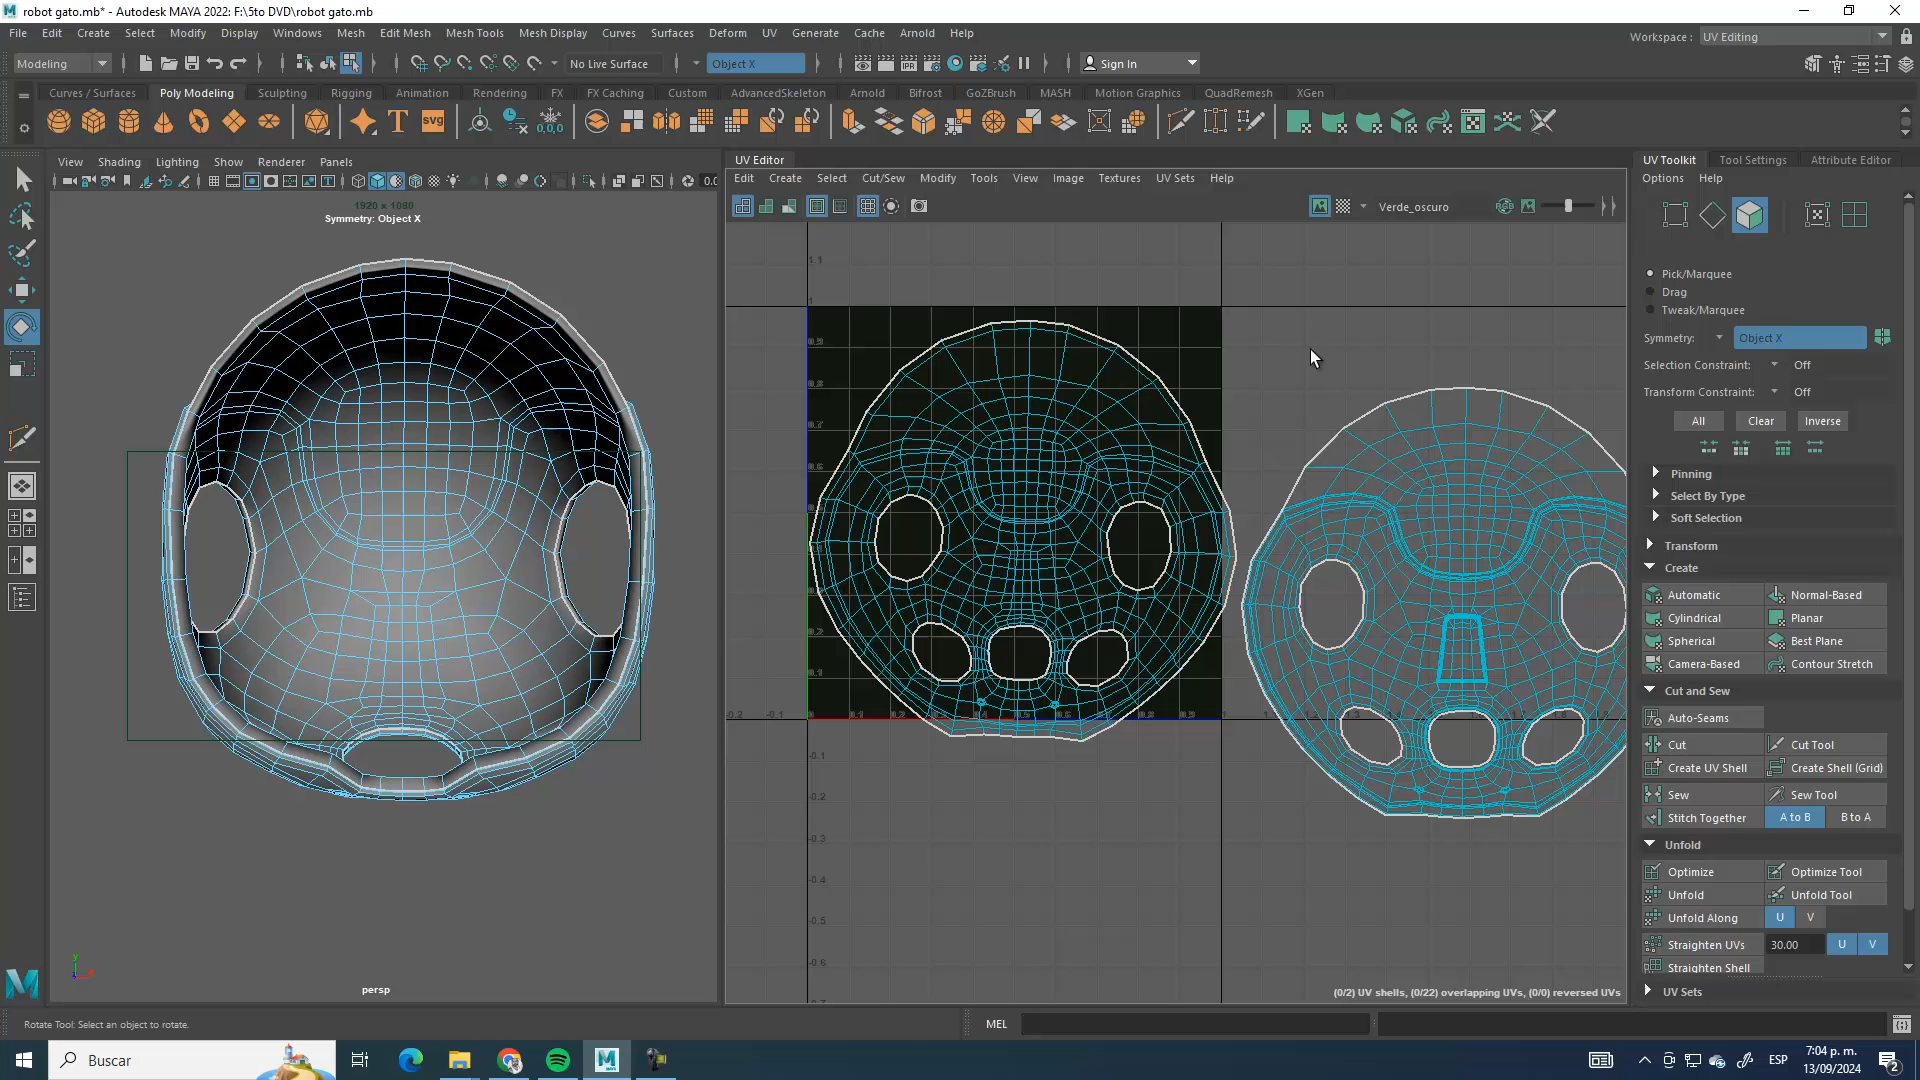 robot gato.mb* - Autodesk MAYA 2022: F:\5to DVD\robot gato.mb
File Edit Create Select Modify Display Windows Mesh Edit Mesh Mesh Tools Mesh Display Curves Surfaces Deform UV Generate Cache Arnold Help
Workspace : UV Editing
Modeling No Live Surface Object X Sign In
Curves / Surfaces Poly Modeling Sculpting Rigging Animation Rendering FX FX Caching Custom AdvancedSkeleton Arnold Bifrost GoZBrush MASH Motion Graphics QuadRemesh XGen
View Shading Lighting Show Renderer Panels
1920 x 1080
Symmetry: Object X
persp
UV Editor
Edit Create Select Cut/Sew Modify Tools View Image Textures UV Sets Help
Verde_oscuro
(0/2) UV shells, (0/22) overlapping UVs, (0/0) reversed UVs
UV Toolkit Tool Settings Attribute Editor
Options Help
Pick/Marquee
Drag
Tweak/Marquee
Symmetry: Object X
Selection Constraint: Off
Transform Constraint: Off
All Clear Inverse
Pinning
Select By Type
Soft Selection
Transform
Create
Automatic Normal-Based
Cylindrical Planar
Spherical Best Plane
Camera-Based Contour Stretch
Cut and Sew
Auto-Seams
Cut Cut Tool
Create UV Shell Create Shell (Grid)
Sew Sew Tool
Stitch Together A to B B to A
Unfold
Optimize Optimize Tool
Unfold Unfold Tool
Unfold Along U V
Straighten UVs 30.00 U V
Straighten Shell
UV Sets
Rotate Tool: Select an object to rotate.
MEL
Buscar
ESP
7:04 p. m.
13/09/2024
2